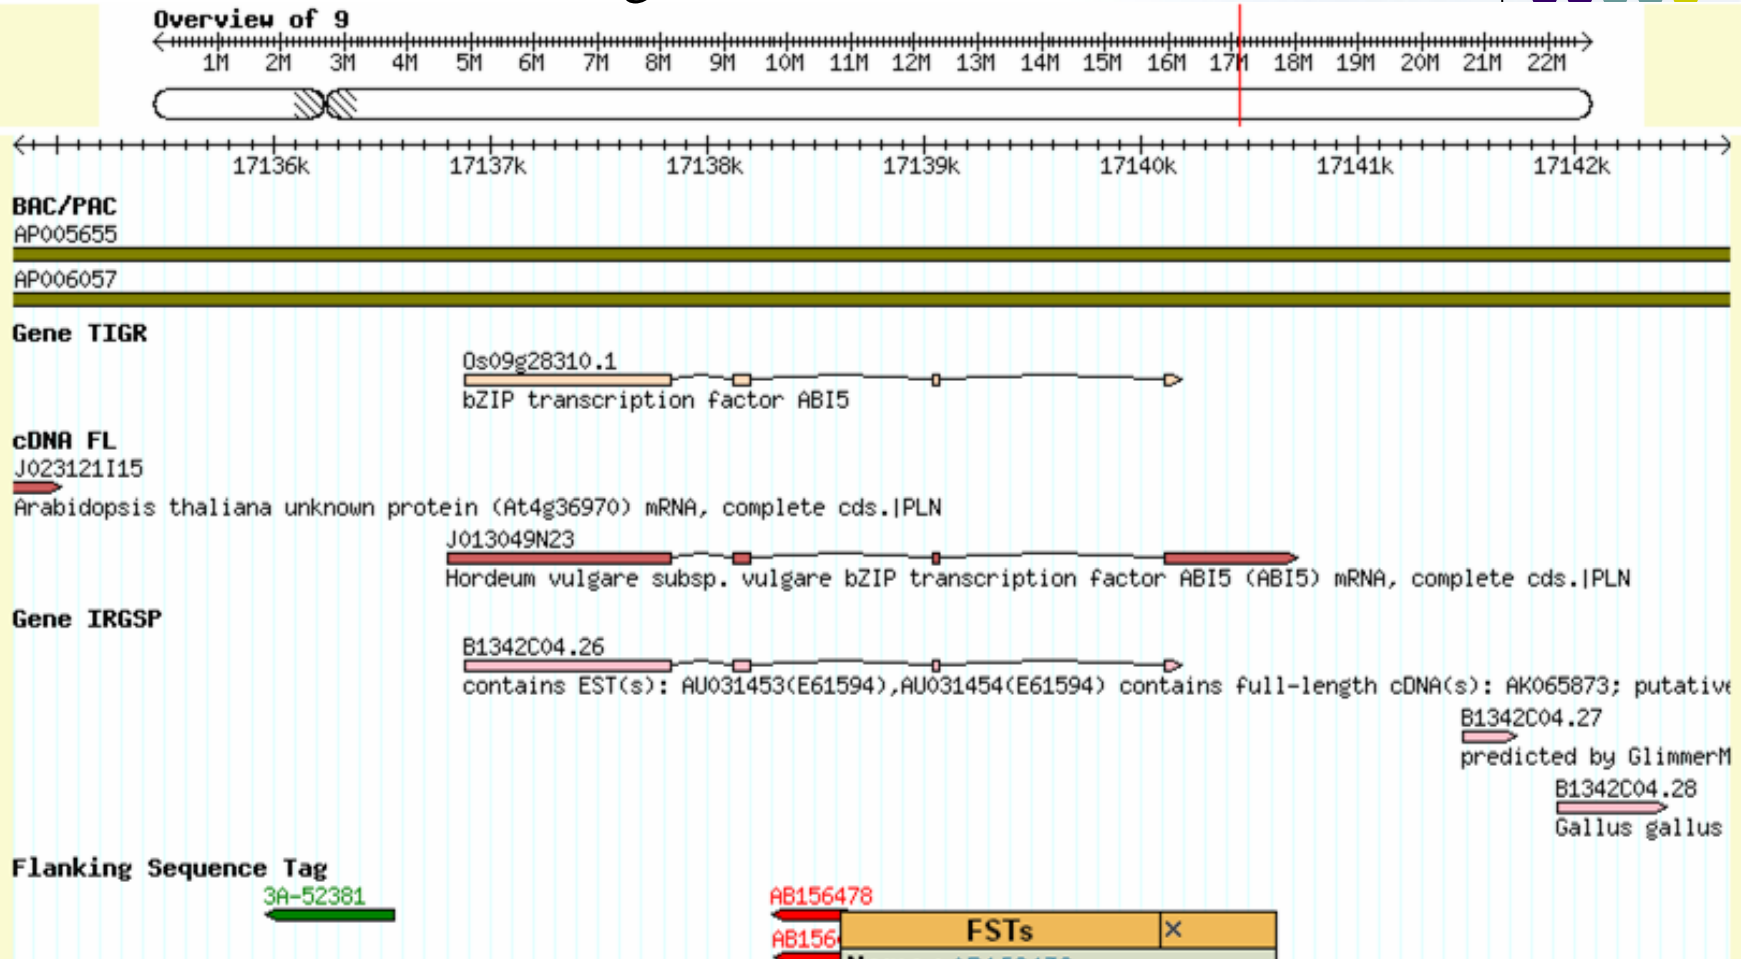 Overview of 9
1M 2M 3M 4M 5M 6M 7M 8M 9M 10M 11M 12M 13M 14M 15M 16M 17M 18M 19M 20M 21M 22M
17136k 17137k 17138k 17139k 17140k 17141k 17142k
BAC/PAC
AP005655
AP006057
Gene TIGR
Os09g28310.1
bZIP transcription factor ABI5
cDNA FL
J023121I15
Arabidopsis thaliana unknown protein (At4g36970) mRNA, complete cds.|PLN
J013049N23
Hordeum vulgare subsp. vulgare bZIP transcription factor ABI5 (ABI5) mRNA, complete cds.|PLN
Gene IRGSP
B1342C04.26
contains EST(s): AU031453(E61594),AU031454(E61594) contains full-length cDNA(s): AK065873; putative
B1342C04.27
predicted by GlimmerM
B1342C04.28
Gallus gallus
Flanking Sequence Tag
3A-52381 AB156478
FSTs ×
AB156